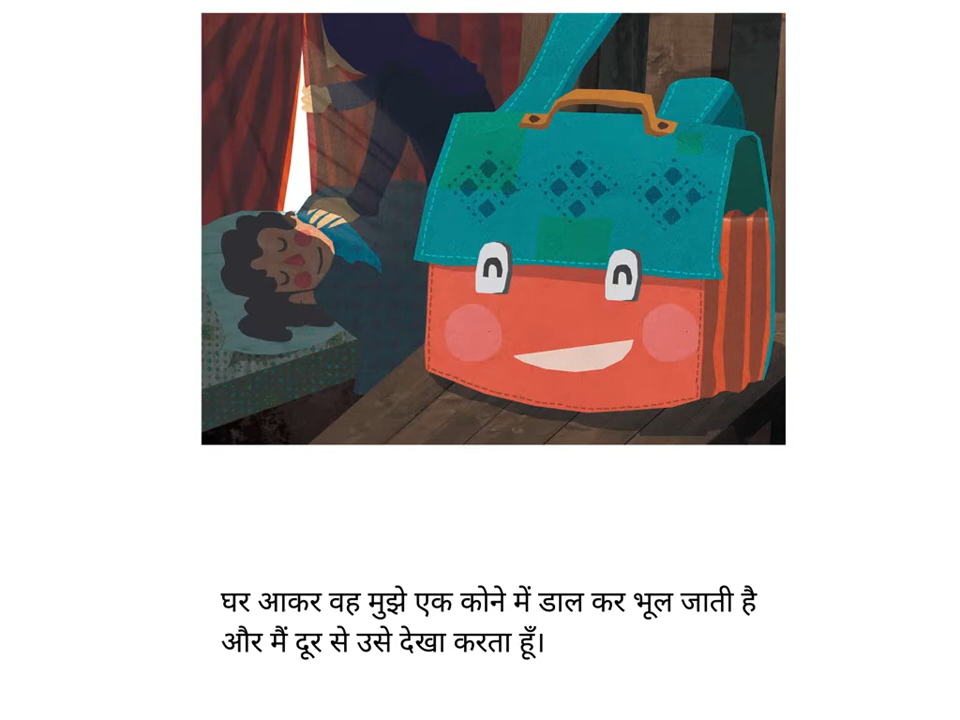 घर आकर वह मुझे एक कोने में डाल कर भूल जाती है
और मैं दूर से उसे देखा करता हूँ।